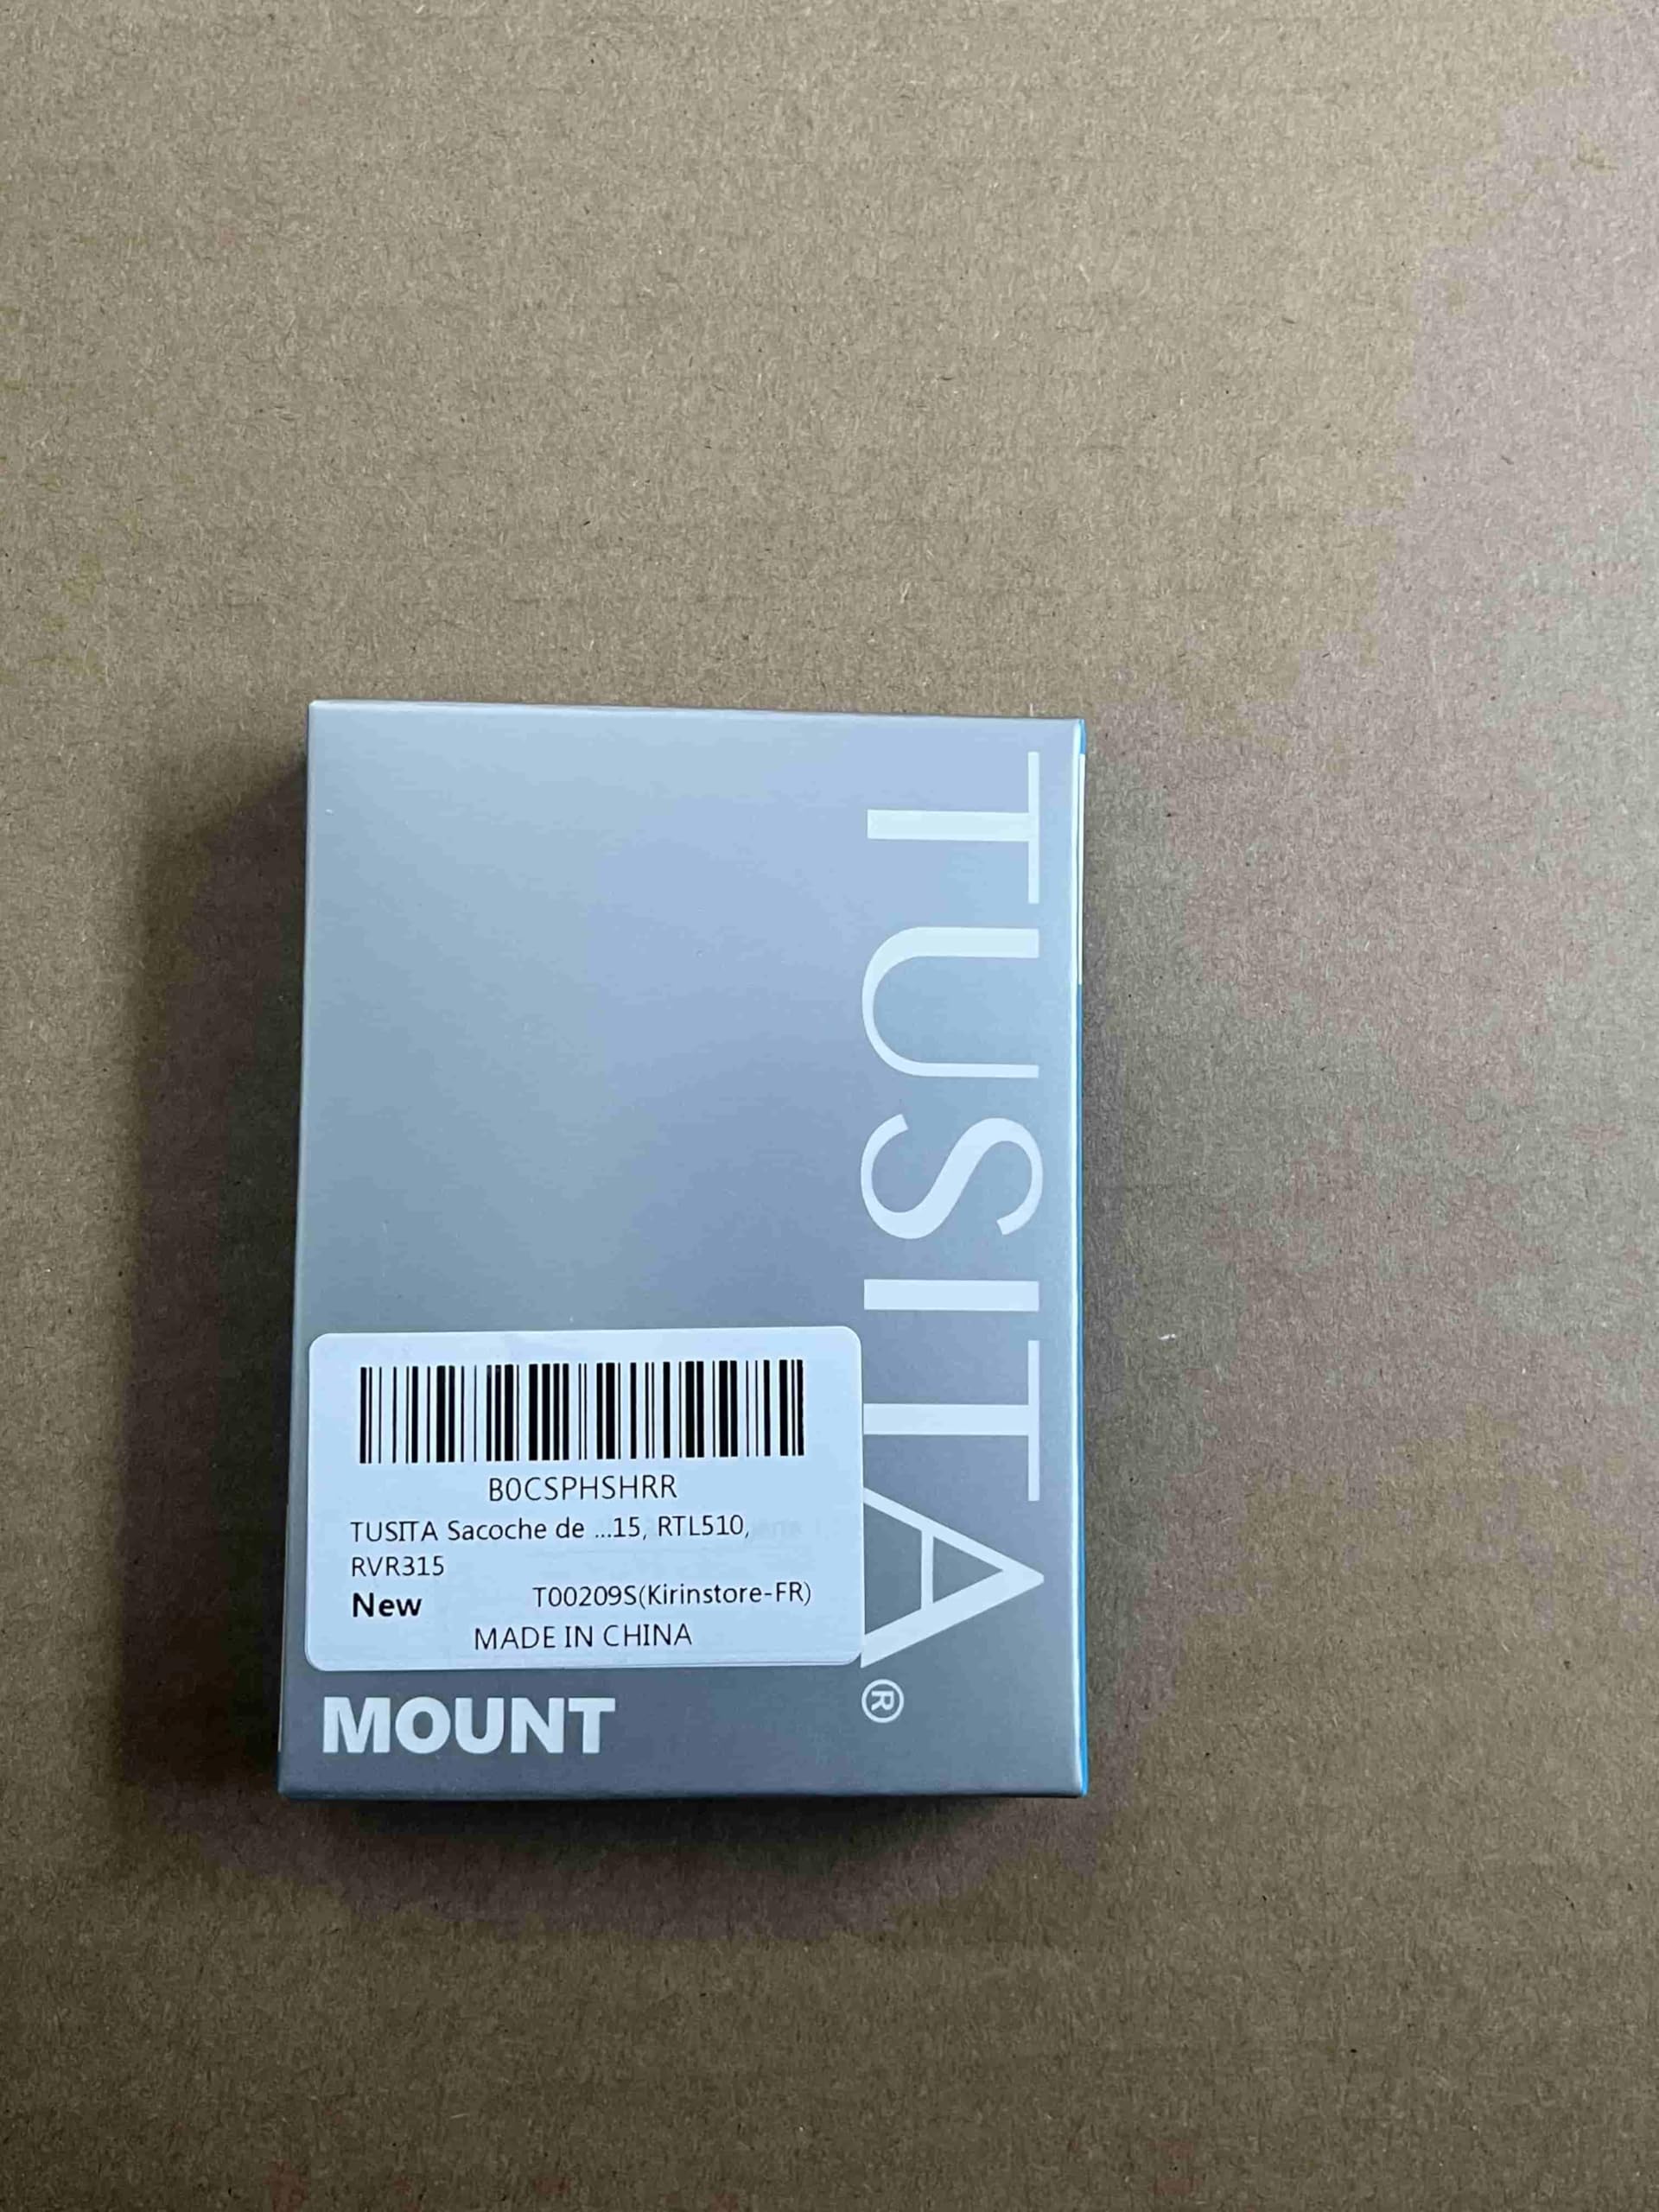 TUSITA®
B0CSPHSHRR
TUSITA Sacoche de ...15, RTL510,
RVR315
New T00209S(Kirinstore-FR)
MADE IN CHINA
MOUNT